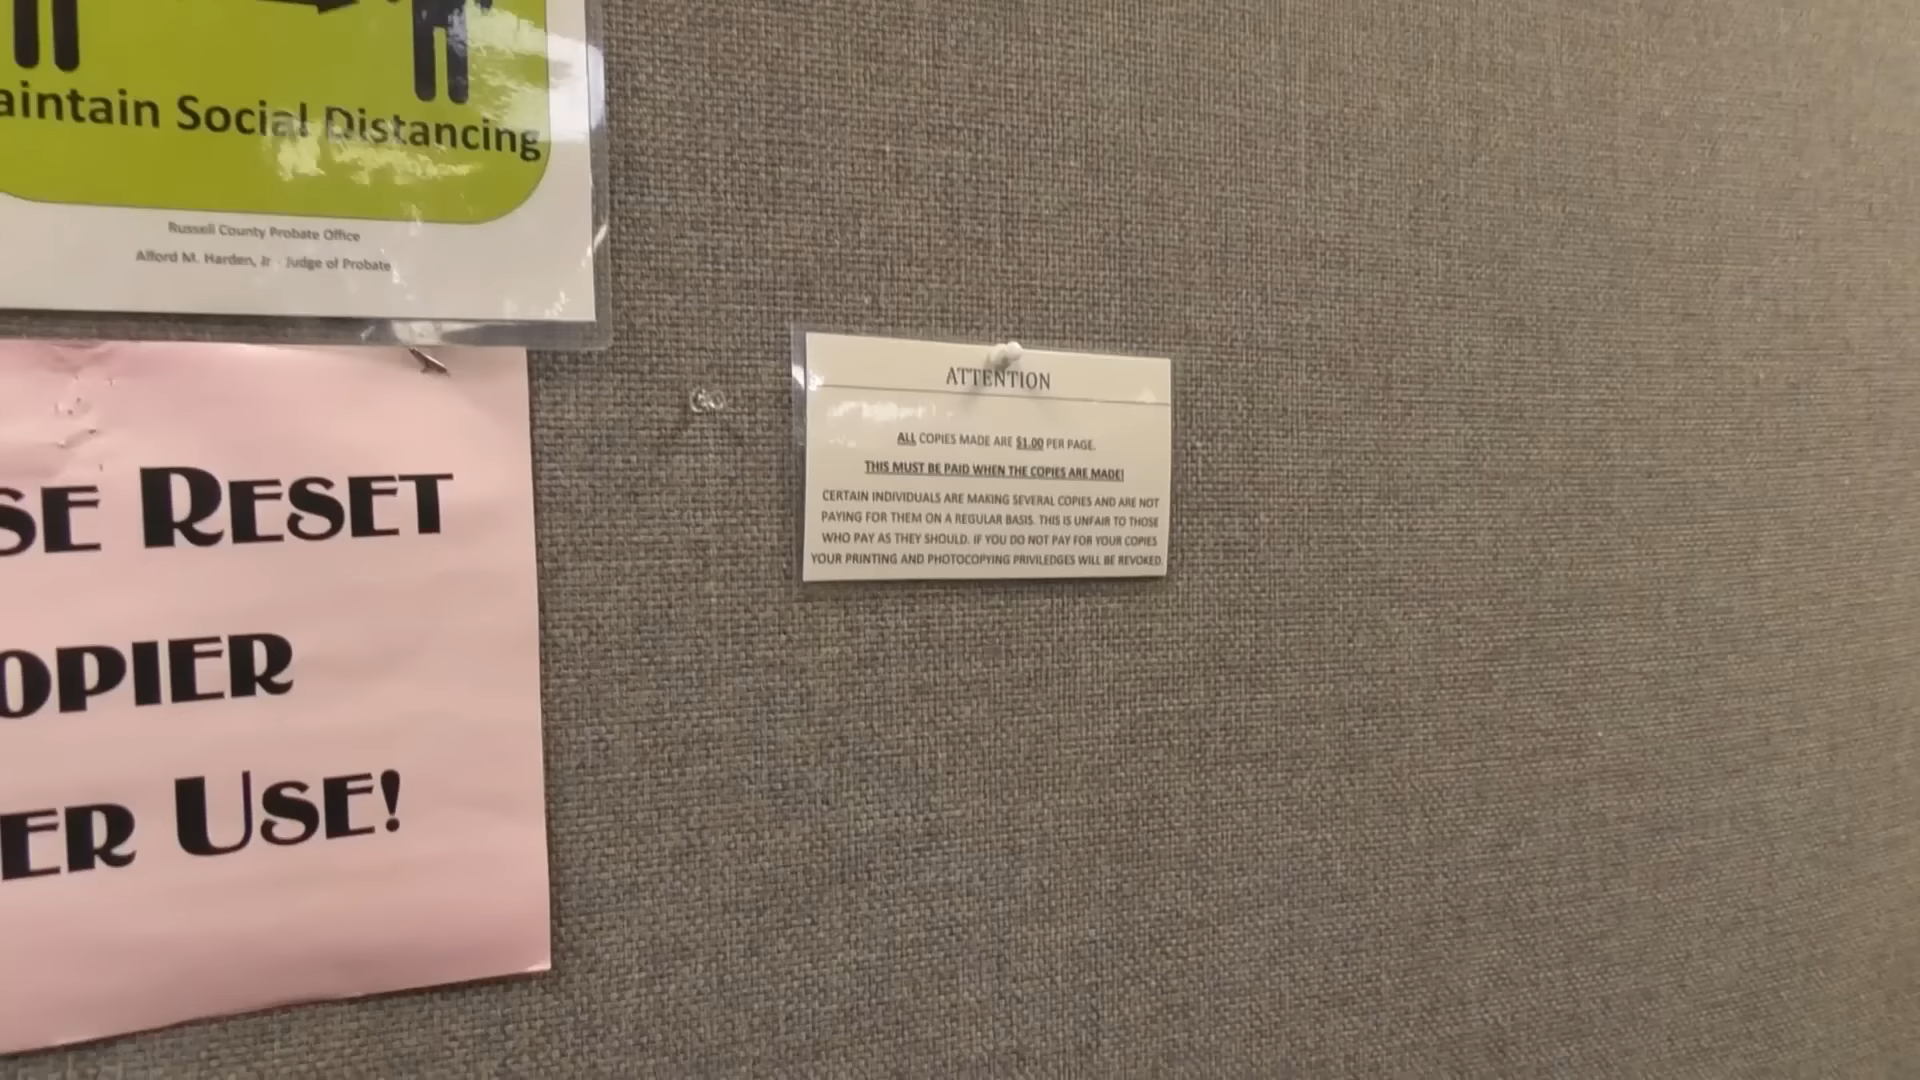 aintain Social Distancing
Russell County Probate Office
Alford M. Harden, Jr - Judge of Probate
SE RESET
OPIER
ER USE!
ATTENTION
ALL COPIES MADE ARE $1.00 PER PAGE.
THIS MUST BE PAID WHEN THE COPIES ARE MADE!
CERTAIN INDIVIDUALS ARE MAKING SEVERAL COPIES AND ARE NOT
PAYING FOR THEM ON A REGULAR BASIS. THIS IS UNFAIR TO THOSE
WHO PAY AS THEY SHOULD. IF YOU DO NOT PAY FOR YOUR COPIES
YOUR PRINTING AND PHOTOCOPYING PRIVILEDGES WILL BE REVOKED.